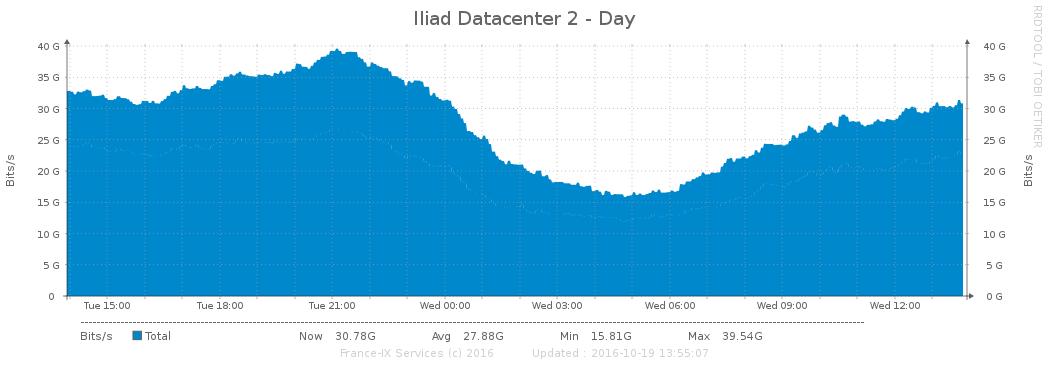 Iliad Datacenter 2 - Day
RRDTOOL / TOBI OETIKER
Bits/s
40 G
35 G
30 G
25 G
20 G
15 G
10 G
5 G
0
40 G
35 G
30 G
25 G
20 G
15 G
10 G
5 G
0 G
Bits/s
Tue 15:00 Tue 18:00 Tue 21:00 Wed 00:00 Wed 03:00 Wed 06:00 Wed 09:00 Wed 12:00
Bits/s Total Now 30.78G Avg 27.88G Min 15.81G Max 39.54G
France-IX Services (c) 2016 Updated : 2016-10-19 13:55:07